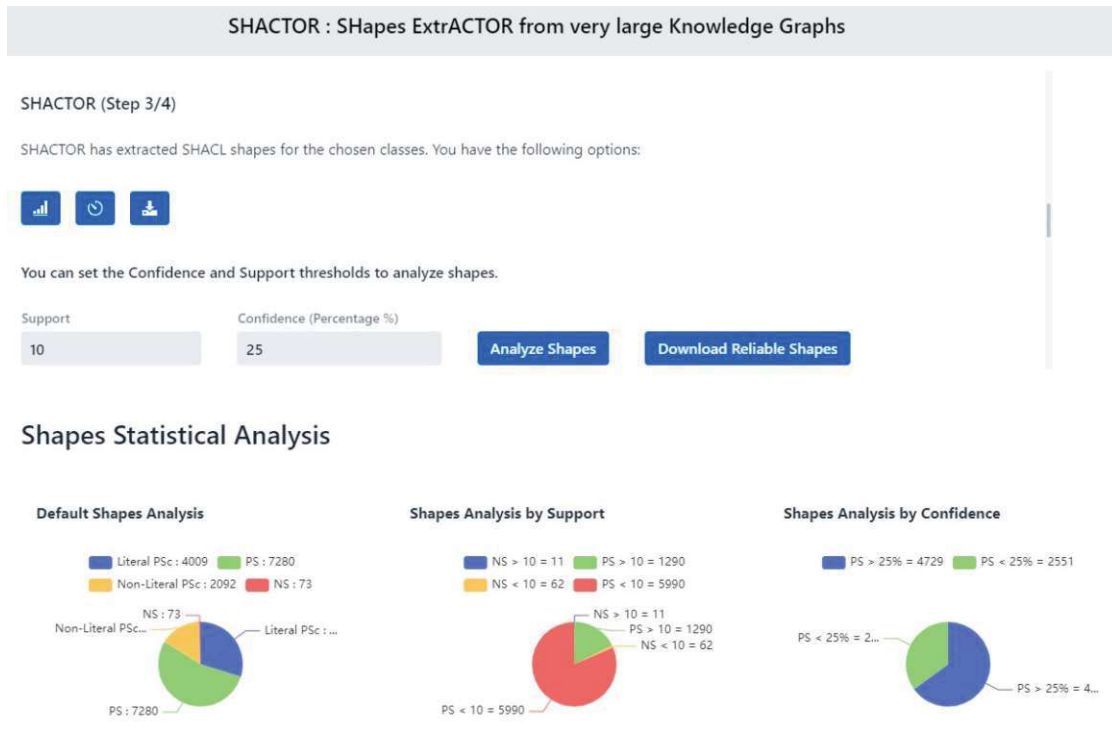 SHACTOR : SHapes ExtrACTOR from very large Knowledge Graphs
SHACTOR (Step 3/4)
SHACTOR has extracted SHACL shapes for the chosen classes. You have the following options:
You can set the Confidence and Support thresholds to analyze shapes.
Support
Confidence (Percentage %)
10
25
Analyze Shapes
Download Reliable Shapes
Shapes Statistical Analysis
Default Shapes Analysis
Literal PSc : 4009 PS : 7280
Non-Literal PSc : 2092 NS : 73
NS : 73
Non-Literal PSc...
Literal PSc : ...
PS : 7280
Shapes Analysis by Support
NS > 10 = 11 PS > 10 = 1290
NS < 10 = 62 PS < 10 = 5990
NS > 10 = 11
PS > 10 = 1290
NS < 10 = 62
PS < 10 = 5990
Shapes Analysis by Confidence
PS > 25% = 4729 PS < 25% = 2551
PS < 25% = 2...
PS > 25% = 4...